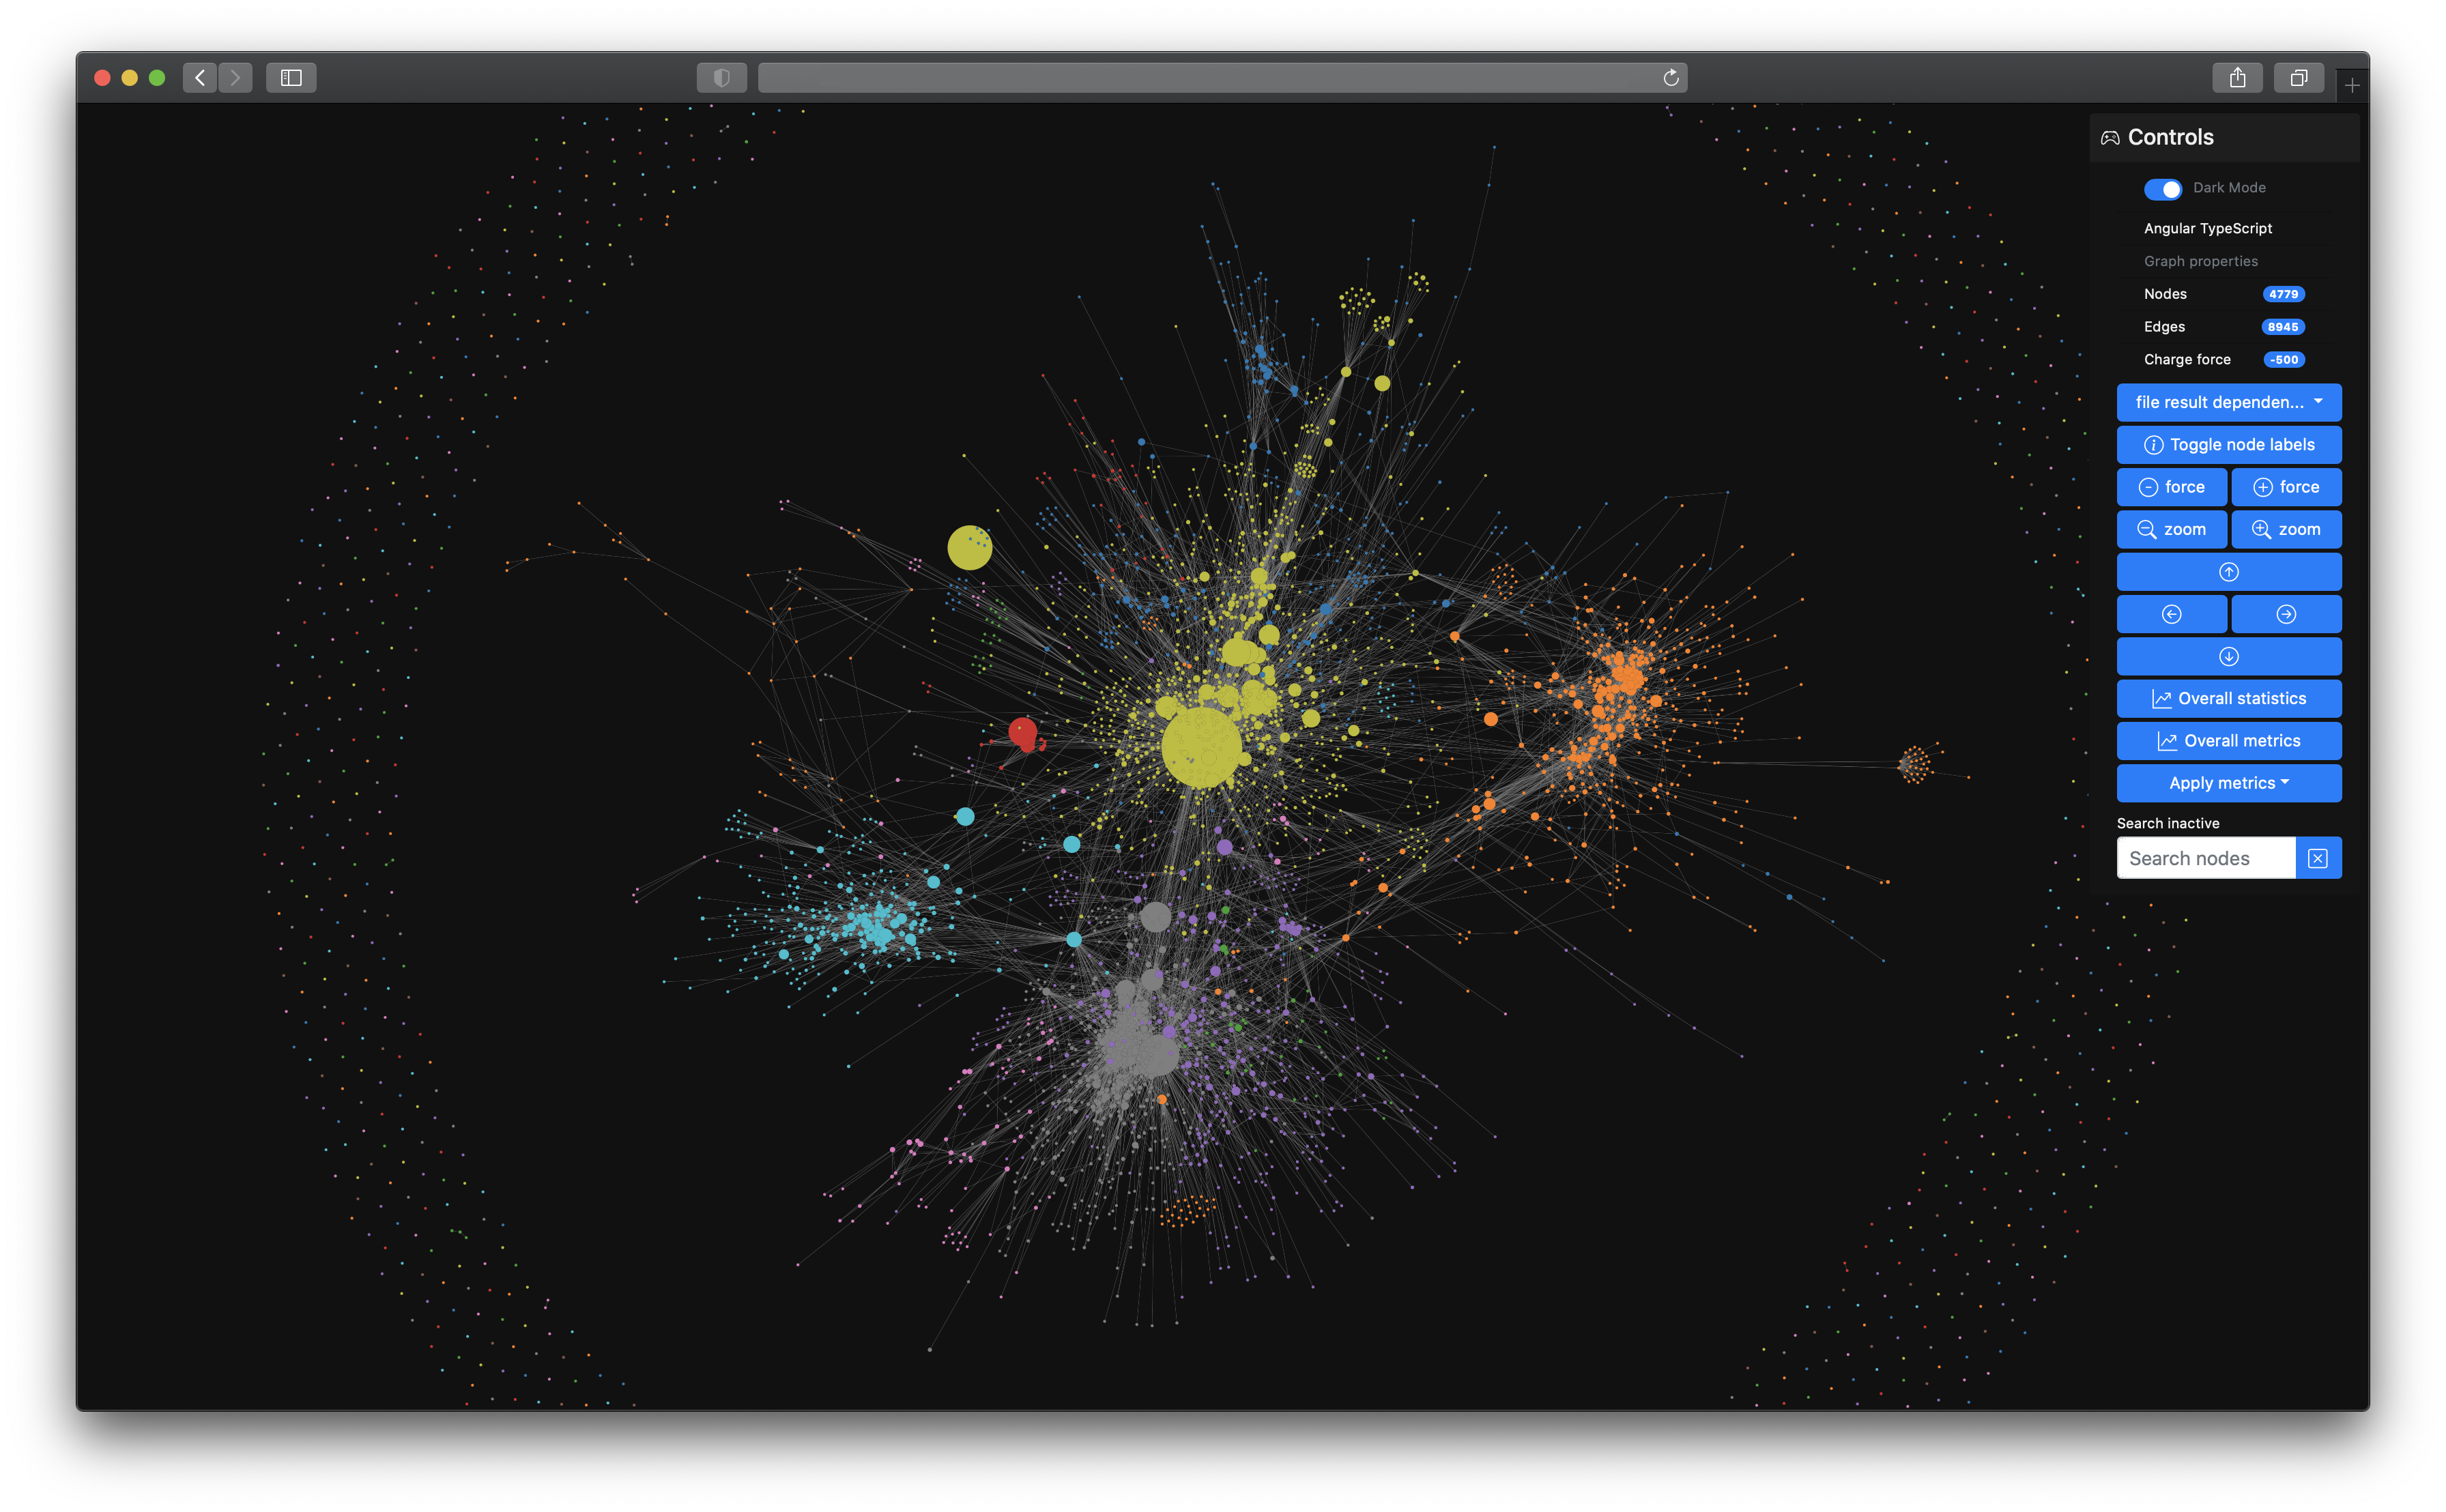 Controls
Dark Mode
Angular TypeScript
Graph properties
Nodes 4779
Edges 8945
Charge force -500
file result dependen...
Toggle node labels
force force
zoom zoom
Overall statistics
Overall metrics
Apply metrics
Search inactive
Search nodes